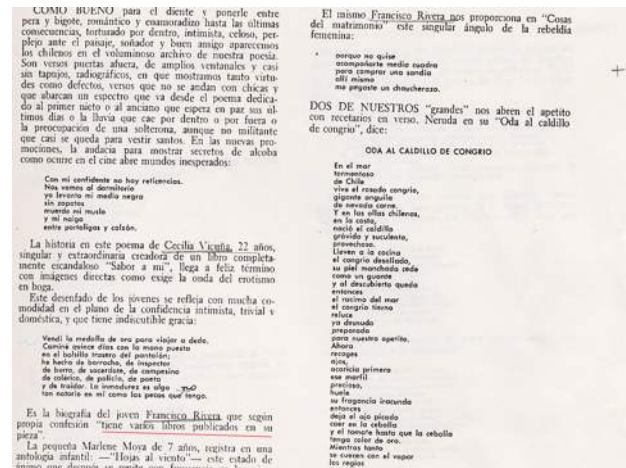 COMO BUENO para el diente y ponerle entre
pera y bigote, romántico y enamoradizo hasta las últimas
consecuencias, torturado por dentro, intimista, celoso, per-
plejo ante el paisaje, soñador y buen amigo aparecemos
los chilenos en el voluminoso archivo de nuestra poesía.
Son versos puertas afuera, de amplios ventanales y casi
sin tapujos, radiográficos, en que mostramos tanto virtu-
des como defectos, versos que no se andan con chicas y
que abarcan un espectro que va desde el poema dedica-
do al primer nieto o al anciano que espera en paz sus úl-
timos días o la lluvia que cae por dentro o por fuera o
la preocupación de una solterona, aunque no militante
que casi se queda para vestir santos. En las nuevas pro-
mociones, la audacia para mostrar secretos de alcoba
como ocurre en el cine abre mundos inesperados:
Con mi confidente no hay reticencias.
Nos vemos al dormitorio
yo levanto mi media negra
sin zapatos
muerdo mi muslo
y mi nalga
entre portaligas y calzón.
La historia en este poema de Cecilia Vicuña, 22 años,
singular y extraordinaria creadora de un libro completa-
mente escandaloso "Sabor a mí", llega a feliz término
con imágenes directas como exige la onda del erotismo
en boga.
Este desenfado de los jóvenes se refleja con mucha co-
modidad en el plano de la confidencia intimista, trivial y
doméstica, y que tiene indiscutible gracia:
Vendí la medalla de oro para viajar a dedo.
Caminé quince días con la mano puesta
en el bolsillo trasero del pantalón;
he hecho de borracho, de inspector
de berro, de sacerdote, de campesino
de colérico, de policía, de poeta
y de traidor. La inmadurez es algo
tan notorio en mí como las pecas que tengo.
Es la biografía del joven Francisco Rivera que según
propia confesión "tiene varios libros publicados en su
pieza".
La pequeña Marlene Moya de 7 años, registra en una
antología infantil: —"Hojas al viento"— este estado de
El mismo Francisco Rivera nos proporciona en "Cosas
del matrimonio" este singular ángulo de la rebeldía
femenina:
porque no quise
acompañarte media cuadra
para comprar una sandía
allí mismo
me pegaste un chaucherazo.
DOS DE NUESTROS "grandes" nos abren el apetito
con recetarios en verso. Neruda en su "Oda al caldillo
de congrio", dice:
ODA AL CALDILLO DE CONGRIO
En el mar
tormentoso
de Chile
vive el rosado congrio,
gigante anguila
de nevada carne.
Y en las ollas chilenas,
en la costa,
nació el caldillo
grávido y suculento,
provechoso.
Lleven a la cocina
el congrio desollado,
su piel manchada cede
como un guante
y al descubierto queda
entonces
el racimo del mar
el congrio tierno
reluce
ya desnudo
preparado
para nuestro apetito.
Ahora
recoges
ajos,
acaricia primero
ese marfil
precioso,
huele
su fragancia iracunda
entonces
deja el ajo picado
caer en la cebolla
y el tomate hasta que la cebolla
tenga color de oro.
Mientras tanto
se cuecen con el vapor
los regios